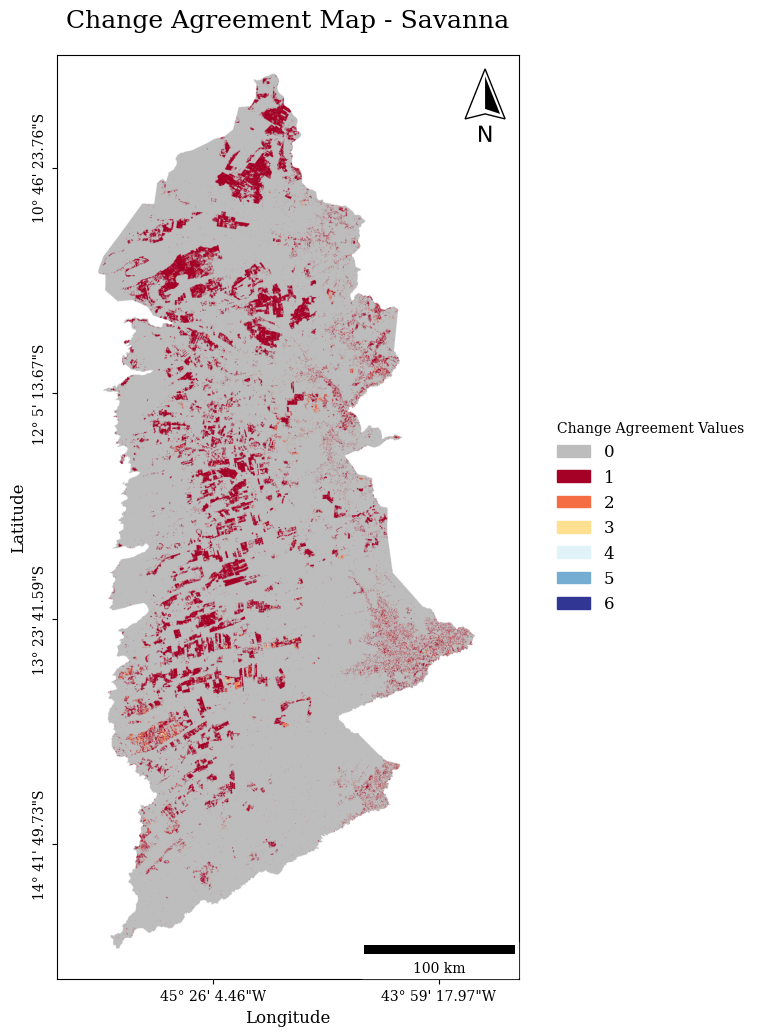 Change Agreement Map - Savanna
N
10° 46' 23.76"S
12° 5' 13.67"S
13° 23' 41.59"S
14° 41' 49.73"S
Latitude
Change Agreement Values
0
1
2
3
4
5
6
100 km
45° 26' 4.46"W
43° 59' 17.97"W
Longitude